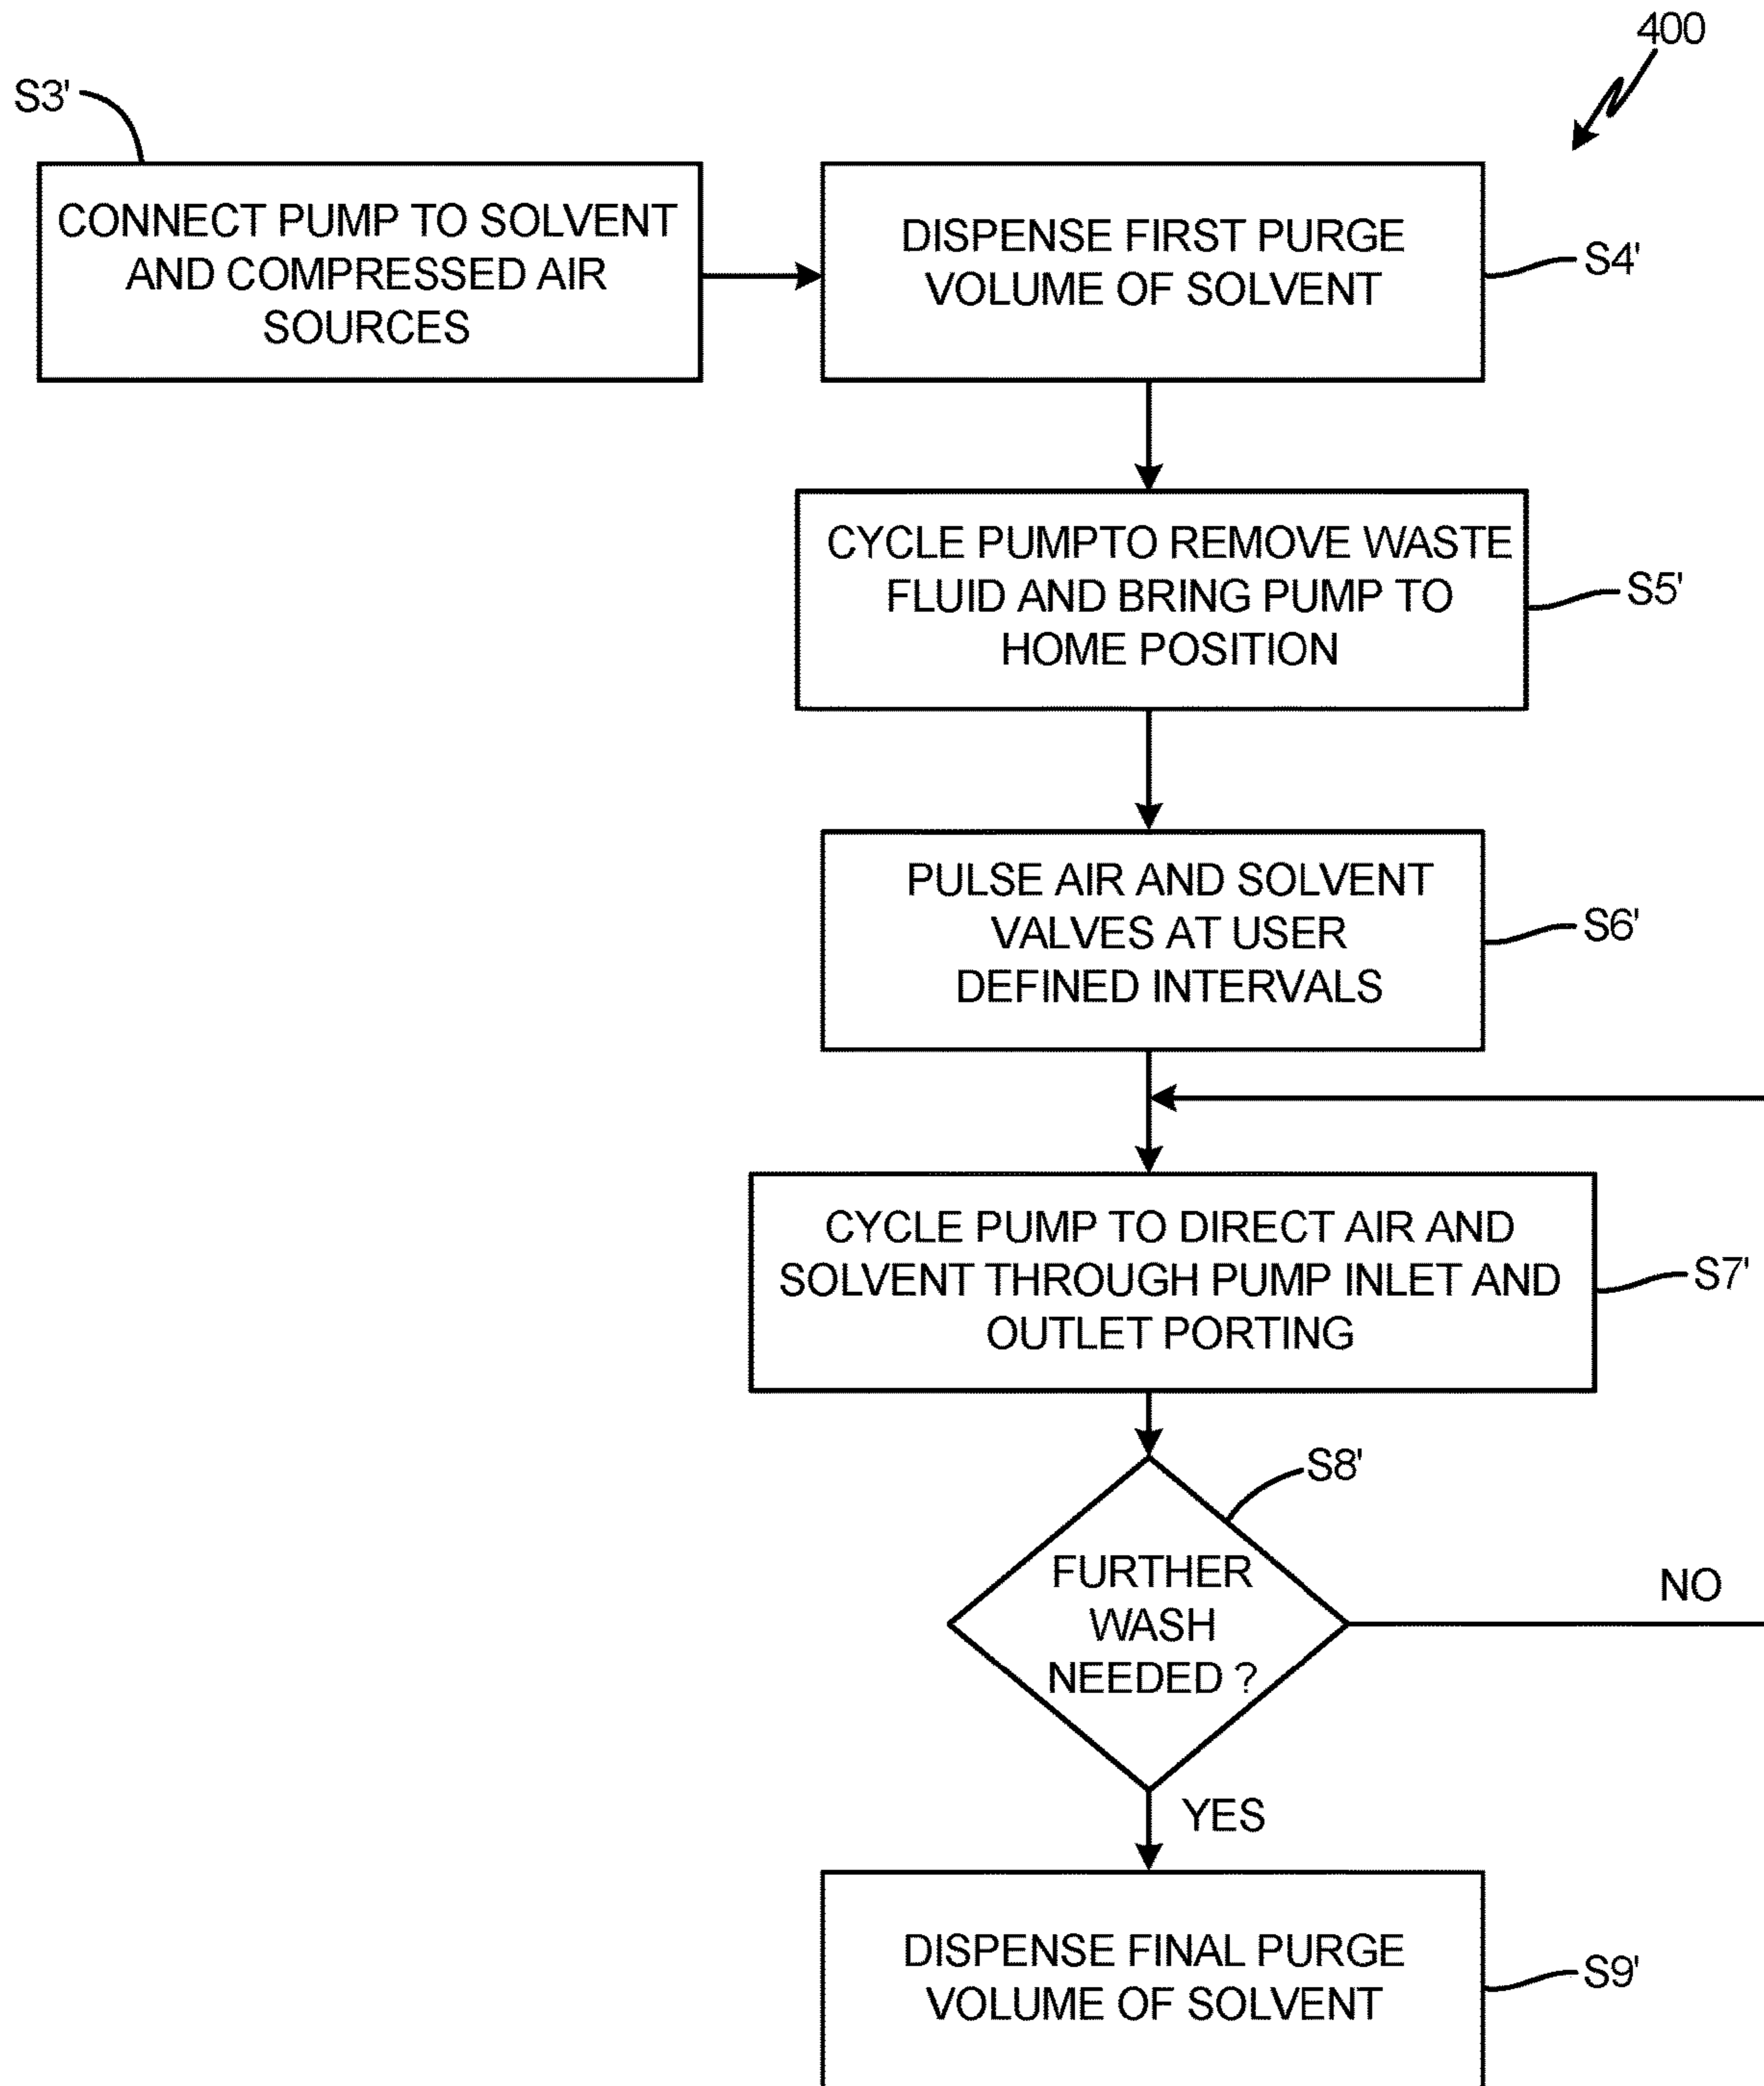 400
S3'
CONNECT PUMP TO SOLVENT
AND COMPRESSED AIR
SOURCES
DISPENSE FIRST PURGE
VOLUME OF SOLVENT
S4'
CYCLE PUMPTO REMOVE WASTE
FLUID AND BRING PUMP TO
HOME POSITION
S5'
PULSE AIR AND SOLVENT
VALVES AT USER
DEFINED INTERVALS
S6'
CYCLE PUMP TO DIRECT AIR AND
SOLVENT THROUGH PUMP INLET AND
OUTLET PORTING
S7'
S8'
FURTHER
WASH
NEEDED ?
NO
YES
DISPENSE FINAL PURGE
VOLUME OF SOLVENT
S9'